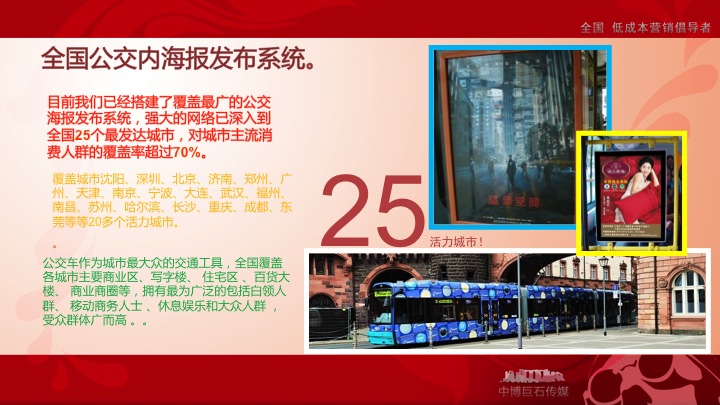 全国 低成本营销倡导者
全国公交内海报发布系统。
目前我们已经搭建了覆盖最广的公交
海报发布系统，强大的网络已深入到
全国25个最发达城市，对城市主流消
费人群的覆盖率超过70%。
覆盖城市沈阳、深圳、北京、济南、郑州、广
州、天津、南京、宁波、大连、武汉、福州、
南昌、苏州、哈尔滨、长沙、重庆、成都、东
莞等等20多个活力城市。
。
25
活力城市！
公交车作为城市最大众的交通工具，全国覆盖
各城市主要商业区、写字楼、 住宅区 、百货大
楼、 商业商圈等，拥有最为广泛的包括白领人
群、 移动商务人士 、休息娱乐和大众人群 ，
受众群体广而高 。。
中博巨石传媒